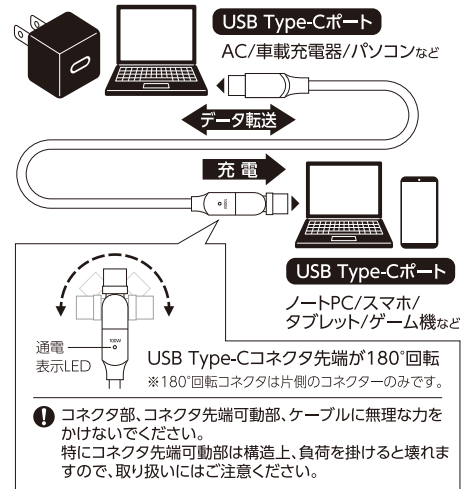 USB Type-Cポート
AC/車載充電器/パソコンなど
データ転送
充電
100W
USB Type-Cポート
ノートPC/スマホ/
タブレット/ゲーム機など
100W
通電
表示LED
USB Type-Cコネクタ先端が180°回転
※180°回転コネクタは片側のコネクターのみです。
コネクタ部、コネクタ先端可動部、ケーブルに無理な力を
かけないでください。
特にコネクタ先端可動部は構造上、負荷を掛けると壊れま
すので、取り扱いにはご注意ください。